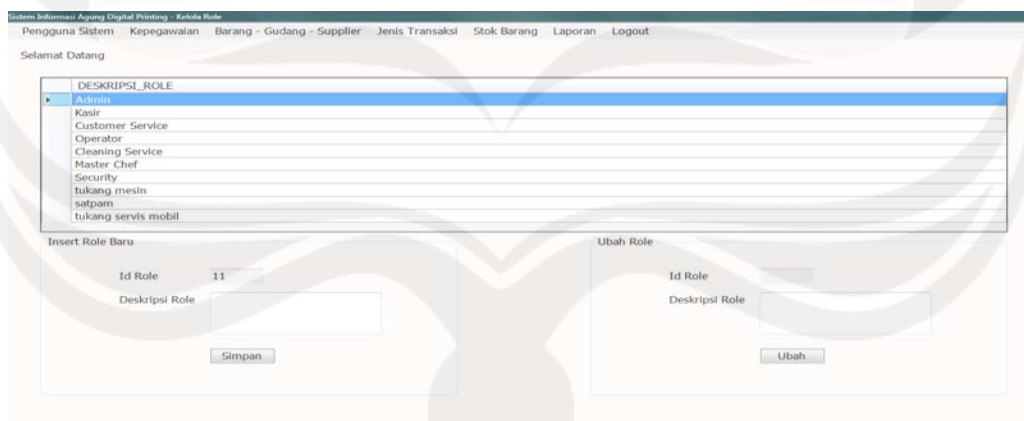 Sistem Informasi Agung Digital Printing - Kelola Role
Pengguna Sistem Kepegawaian Barang - Gudang - Supplier Jenis Transaksi Stok Barang Laporan Logout
Selamat Datang
DESKRIPSI_ROLE
Admin
Kasir
Customer Service
Operator
Cleaning Service
Master Chef
Security
tukang mesin
satpam
tukang servis mobil
Insert Role Baru
Id Role 11
Deskripsi Role
Simpan
Ubah Role
Id Role
Deskripsi Role
Ubah